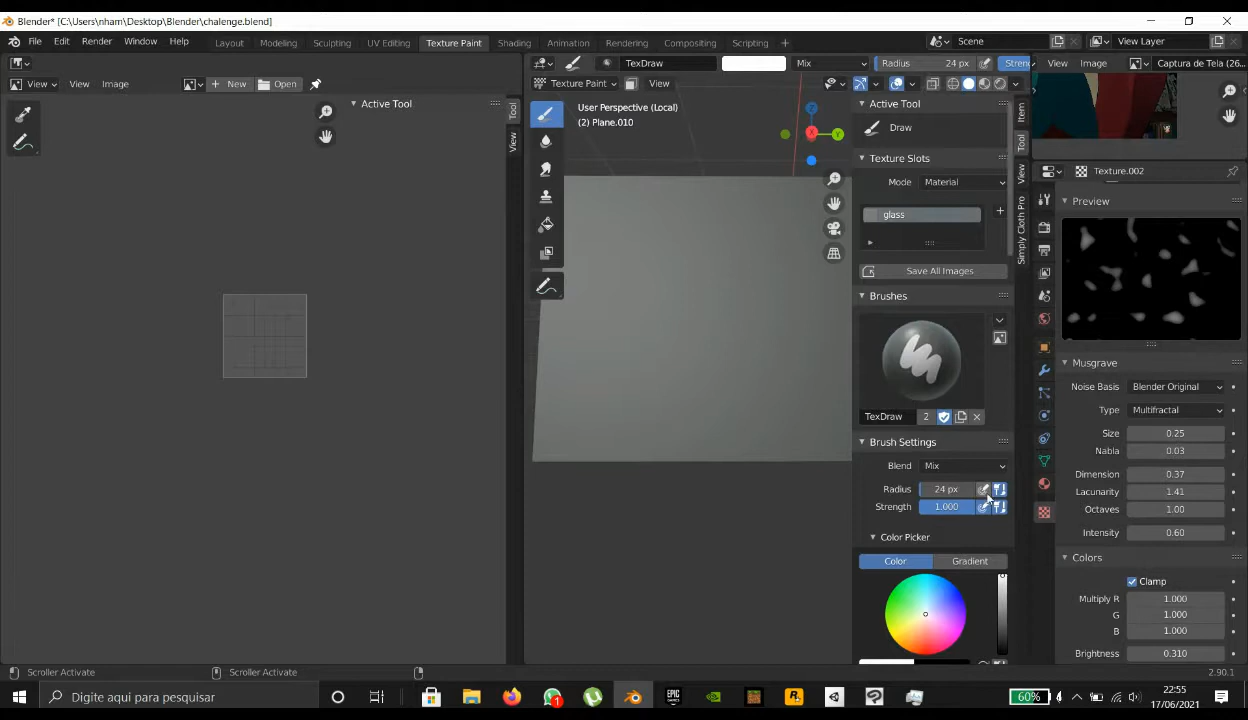 Blender* [C:\Users\nham\Desktop\Blender\chalenge.blend]
File Edit Render Window Help Layout Modeling Sculpting UV Editing Texture Paint Shading Animation Rendering Compositing Scripting Scene View Layer
TexDraw Mix Radius 24 px View Image Captura de Tela (26...
View View Image New Open Texture Paint View
Active Tool
Tool
View
User Perspective (Local)
(2) Plane.010
Active Tool
Draw
Texture Slots
Mode Material
glass
Save All Images
Brushes
TexDraw 2
Brush Settings
Blend Mix
Radius 24 px
Strength 1.000
Color Picker
Color Gradient
Item
Tool
View
Simply Cloth Pro
Texture.002
Preview
Musgrave
Noise Basis Blender Original
Type Multifractal
Size 0.25
Nabla 0.03
Dimension 0.37
Lacunarity 1.41
Octaves 1.00
Intensity 0.60
Colors
Clamp
Multiply R 1.000
G 1.000
B 1.000
Brightness 0.310
Scroller Activate Scroller Activate 2.90.1
Digite aqui para pesquisar 60% 22:55
17/06/2021